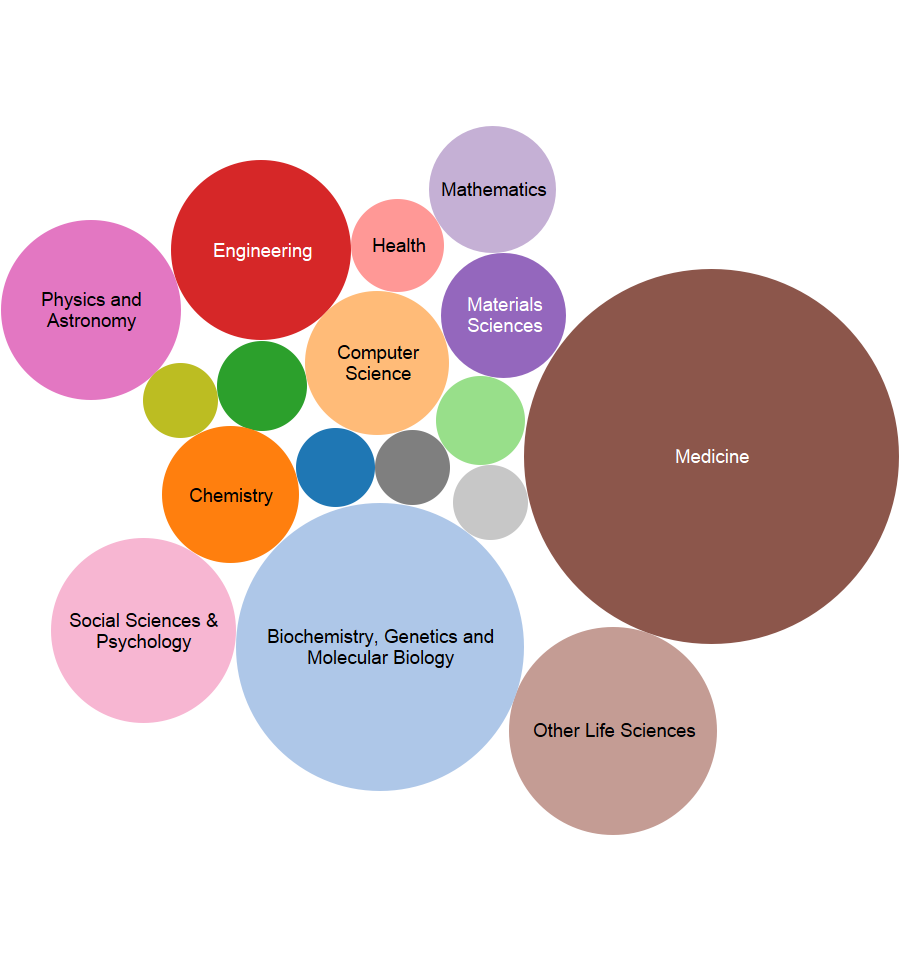 Mathematics
Engineering
Health
Physics and
Astronomy
Materials
Sciences
Computer
Science
Medicine
Chemistry
Social Sciences &
Psychology
Biochemistry, Genetics and
Molecular Biology
Other Life Sciences